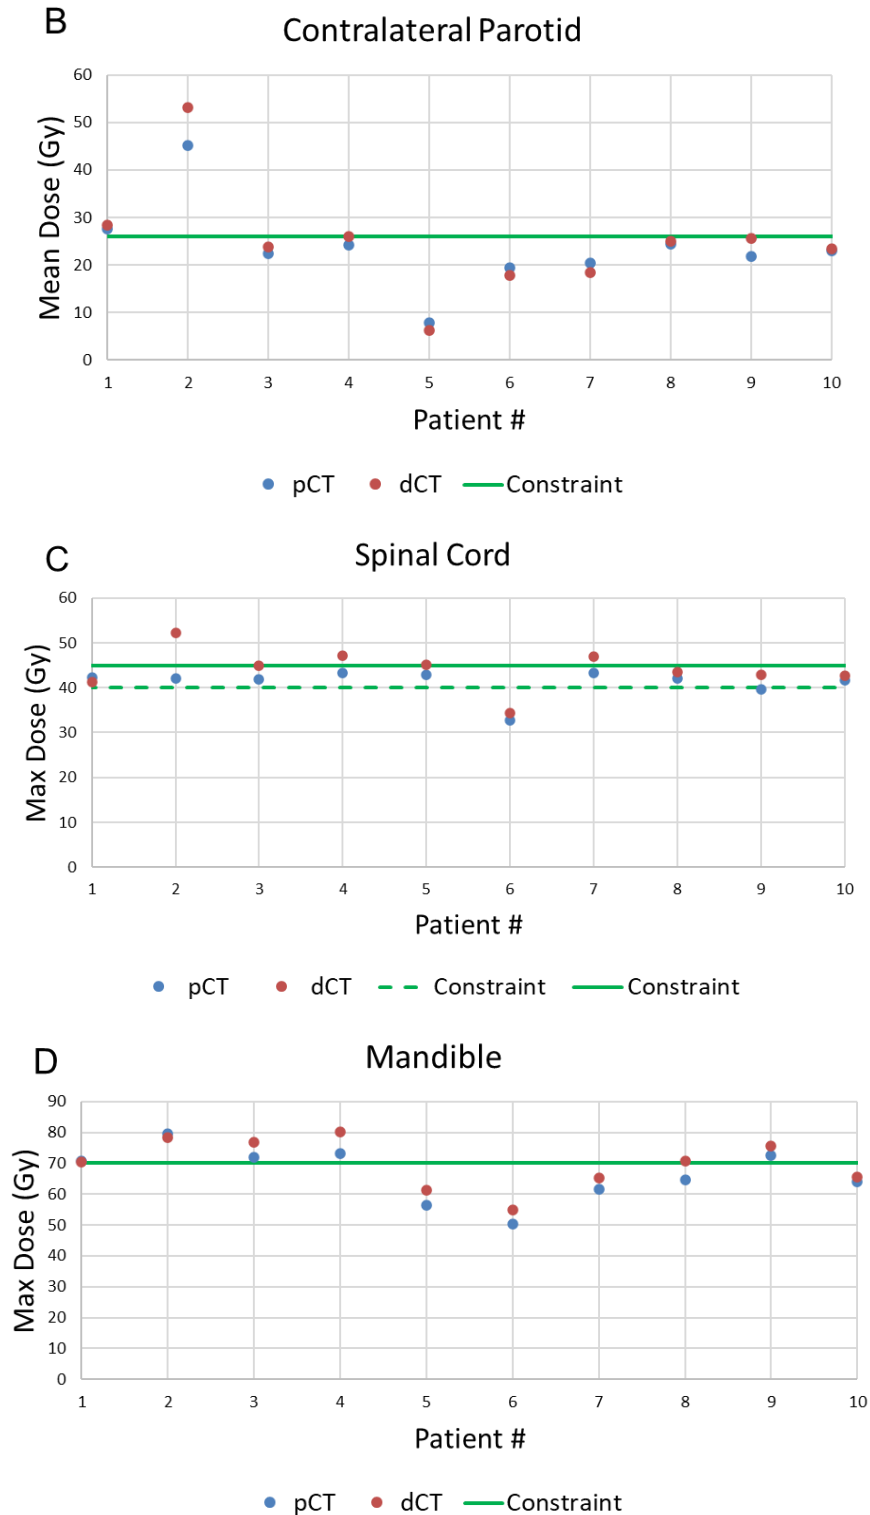 B
Contralateral Parotid
60
50
40
30
20
10
0
Mean Dose (Gy)
1 2 3 4 5 6 7 8 9 10
Patient #
pCT dCT Constraint
C
Spinal Cord
60
50
40
30
20
10
0
Max Dose (Gy)
1 2 3 4 5 6 7 8 9 10
Patient #
pCT dCT Constraint Constraint
D
Mandible
90
80
70
60
50
40
30
20
10
0
Max Dose (Gy)
1 2 3 4 5 6 7 8 9 10
Patient #
pCT dCT Constraint